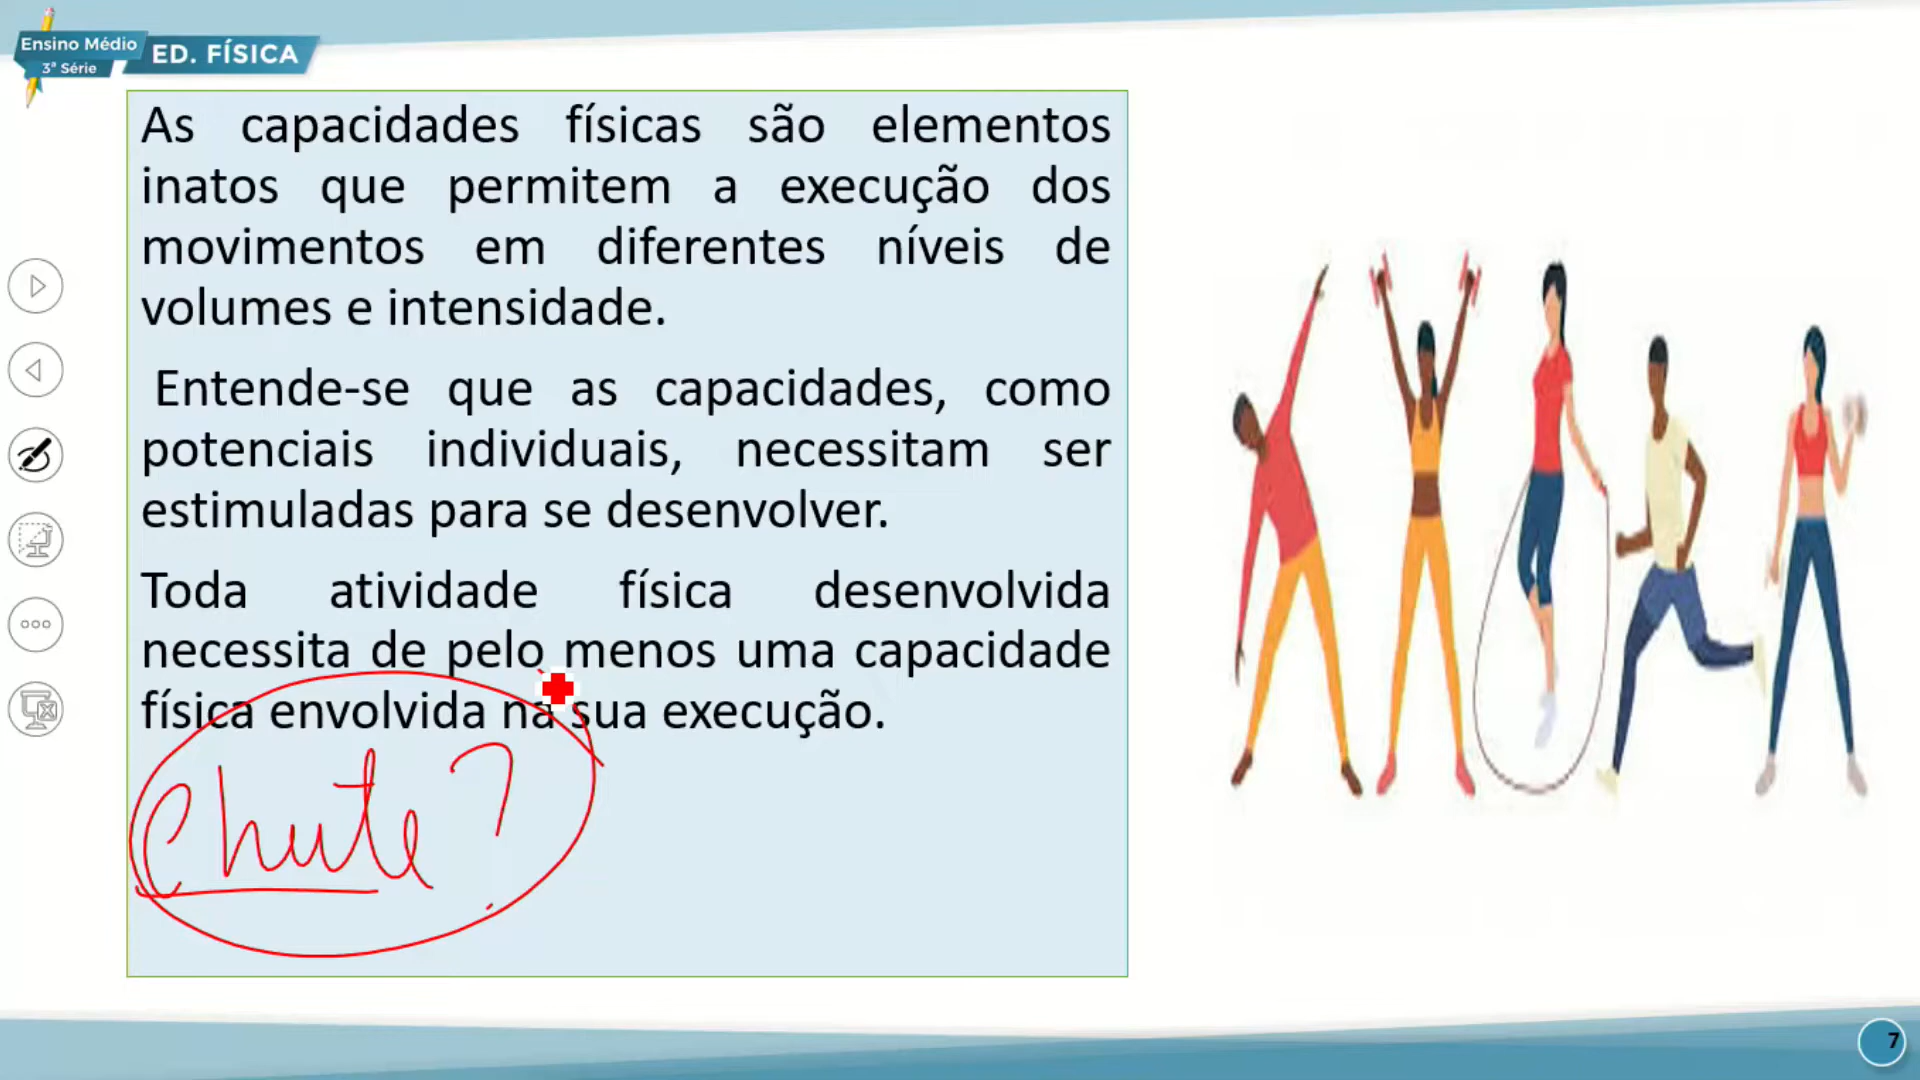 Ensino Médio
3ª Série
ED. FÍSICA
As capacidades físicas são elementos
inatos que permitem a execução dos
movimentos em diferentes níveis de
volumes e intensidade.
Entende-se que as capacidades, como
potenciais individuais, necessitam ser
estimuladas para se desenvolver.
Toda atividade física desenvolvida
necessita de pelo menos uma capacidade
física envolvida na sua execução.
Chute?
7